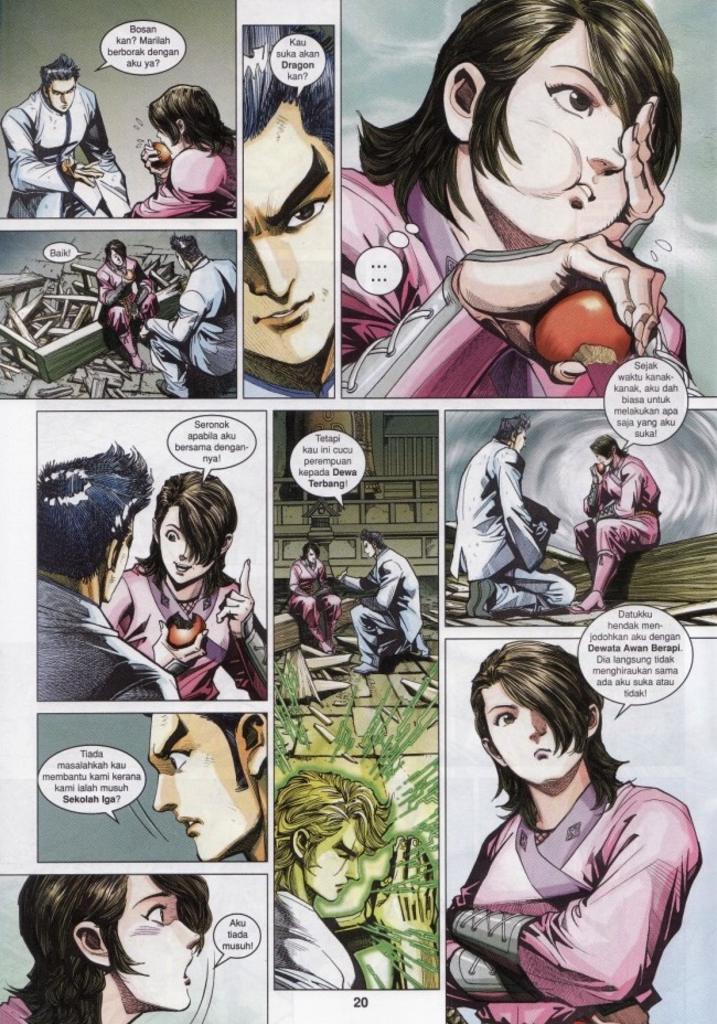 Bosan
kan? Marilah
berborak dengan
aku ya?
Baik!
Kau
suka akan
Dragon
kan?
... ...
Seronok
apabila aku
bersama dengan-
nya!
Tiada
masalahkah kau
membantu kami kerana
kami ialah musuh
Sekolah Iga?
Aku
tiada
musuh!
Tetapi
kau ini cucu
perempuan
kepada Dewa
Terbang!
Sejak
waktu kanak-
kanak, aku dah
biasa untuk
melakukan apa
saja yang aku
suka!
Datukku
hendak men-
jodohkan aku dengan
Dewata Awan Berapi.
Dia langsung tidak
menghiraukan sama
ada aku suka atau
tidak!
20